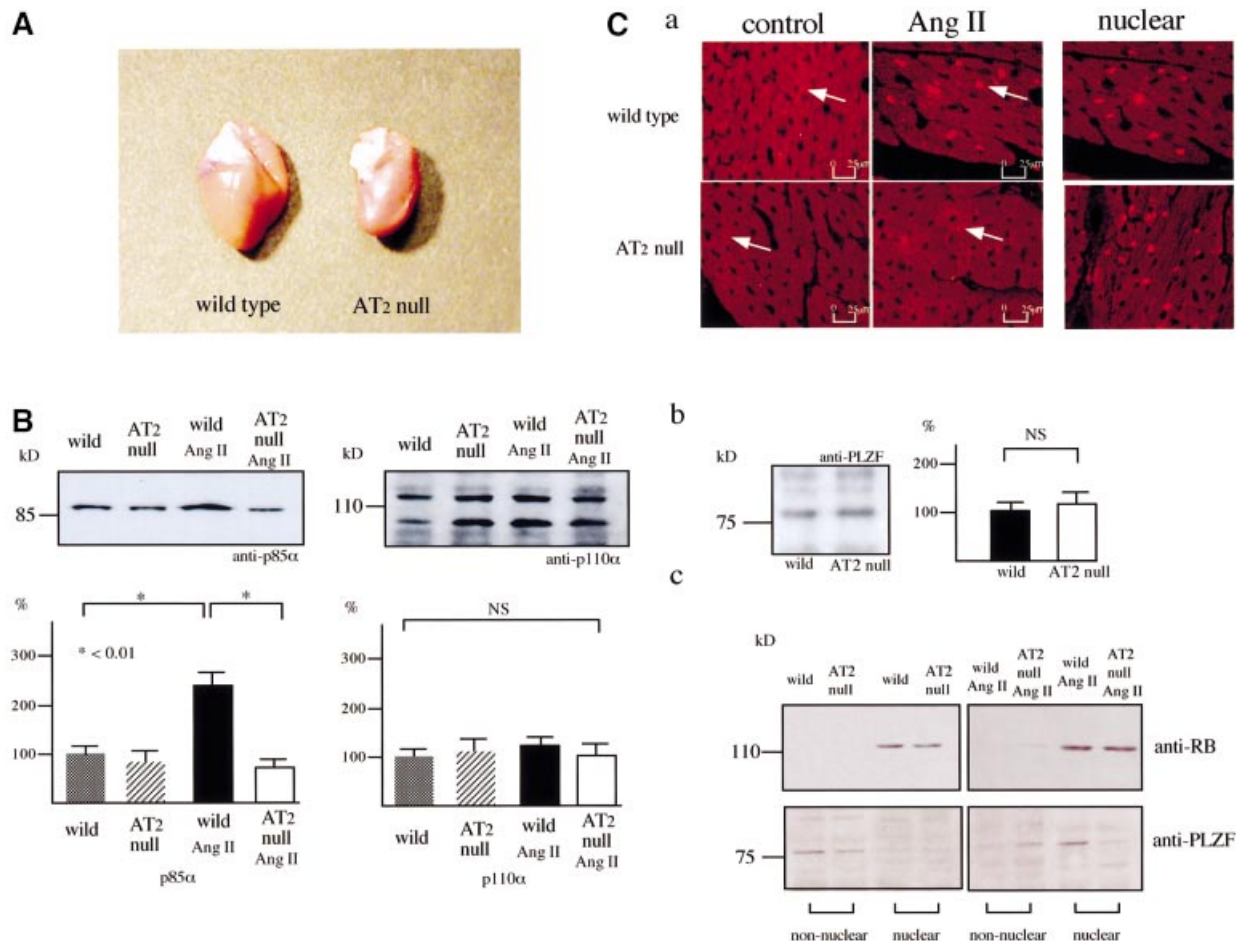 A
wild type
AT2 null
B
kD
wild
AT2 null
wild Ang II
AT2 null Ang II
85
anti-p85α
%
300
200
100
*
*
* < 0.01
wild
AT2 null
wild Ang II
AT2 null Ang II
p85α
kD
wild
AT2 null
wild Ang II
AT2 null Ang II
110
anti-p110α
%
300
200
100
NS
wild
AT2 null
wild Ang II
AT2 null Ang II
p110α
C
a
control
Ang II
nuclear
wild type
AT2 null
0 25µm
0 25µm
0 25µm
0 25µm
b
kD
anti-PLZF
75
wild
AT2 null
%
200
100
NS
wild
AT2 null
c
kD
wild
AT2 null
wild
AT2 null
wild Ang II
AT2 null Ang II
wild Ang II
AT2 null Ang II
110
anti-RB
75
anti-PLZF
non-nuclear
nuclear
non-nuclear
nuclear